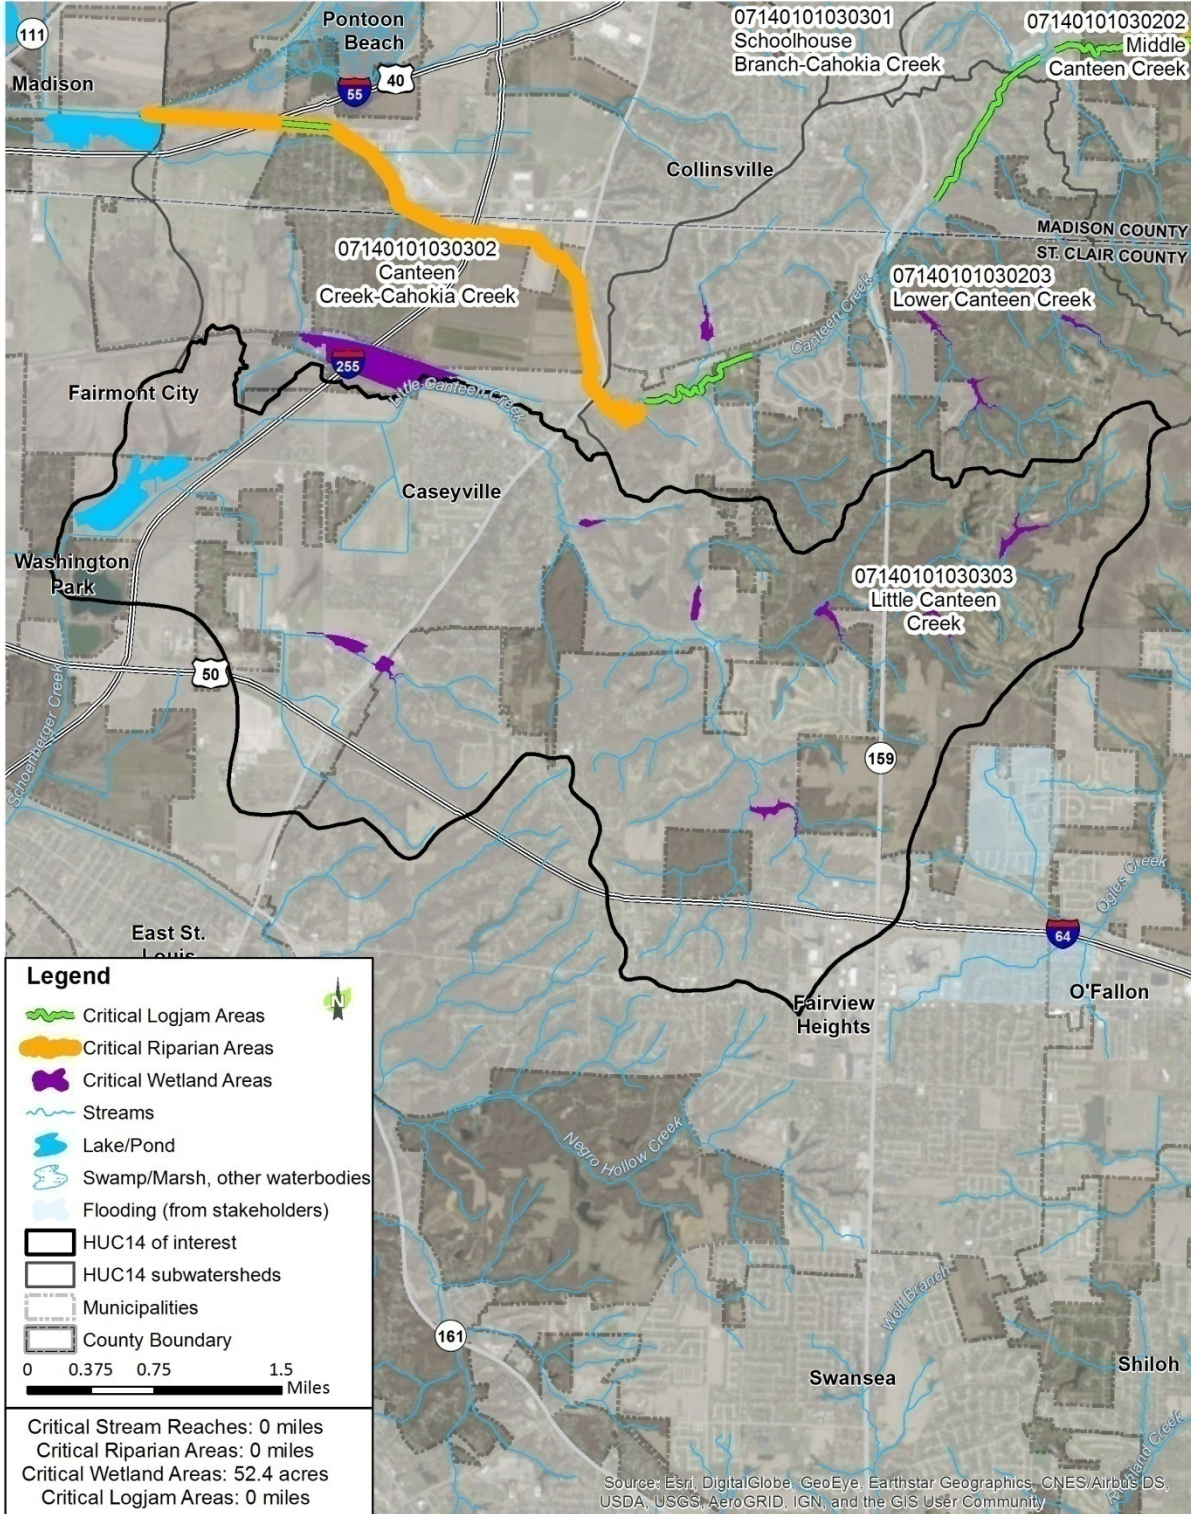 111
Pontoon
Beach
Madison
55
40
07140101030301
Schoolhouse
Branch-Cahokia Creek
07140101030202
Middle
Canteen Creek
Collinsville
MADISON COUNTY
ST. CLAIR COUNTY
07140101030302
Canteen
Creek-Cahokia Creek
07140101030203
Lower Canteen Creek
Canteen Creek
255
Little Canteen Creek
Fairmont City
Caseyville
Washington
Park
07140101030303
Little Canteen
Creek
50
Schoenberger Creek
159
Ogles Creek
64
East St.
Louis
O'Fallon
Fairview
Heights
Negro Hollow Creek
Wolf Branch
161
Swansea
Shiloh
Richland Creek
Legend
N
Critical Logjam Areas
Critical Riparian Areas
Critical Wetland Areas
Streams
Lake/Pond
Swamp/Marsh, other waterbodies
Flooding (from stakeholders)
HUC14 of interest
HUC14 subwatersheds
Municipalities
County Boundary
0 0.375 0.75 1.5
Miles
Critical Stream Reaches: 0 miles
Critical Riparian Areas: 0 miles
Critical Wetland Areas: 52.4 acres
Critical Logjam Areas: 0 miles
Source: Esri, DigitalGlobe, GeoEye, Earthstar Geographics, CNES/Airbus DS,
USDA, USGS, AeroGRID, IGN, and the GIS User Community